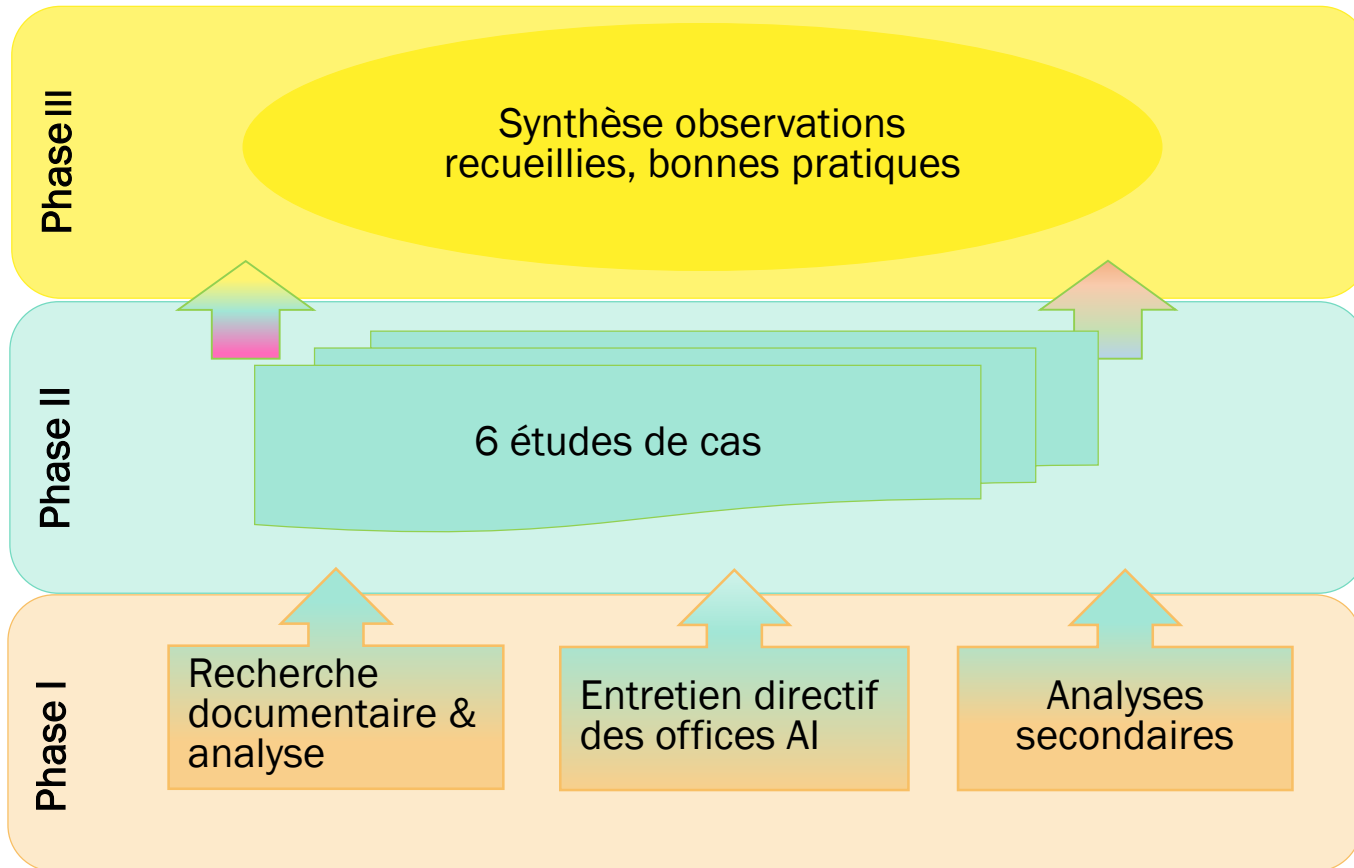 Phase III
Synthèse observations
recueillies, bonnes pratiques
Phase II
6 études de cas
Phase I
Recherche
documentaire &
analyse
Entretien directif
des offices AI
Analyses
secondaires